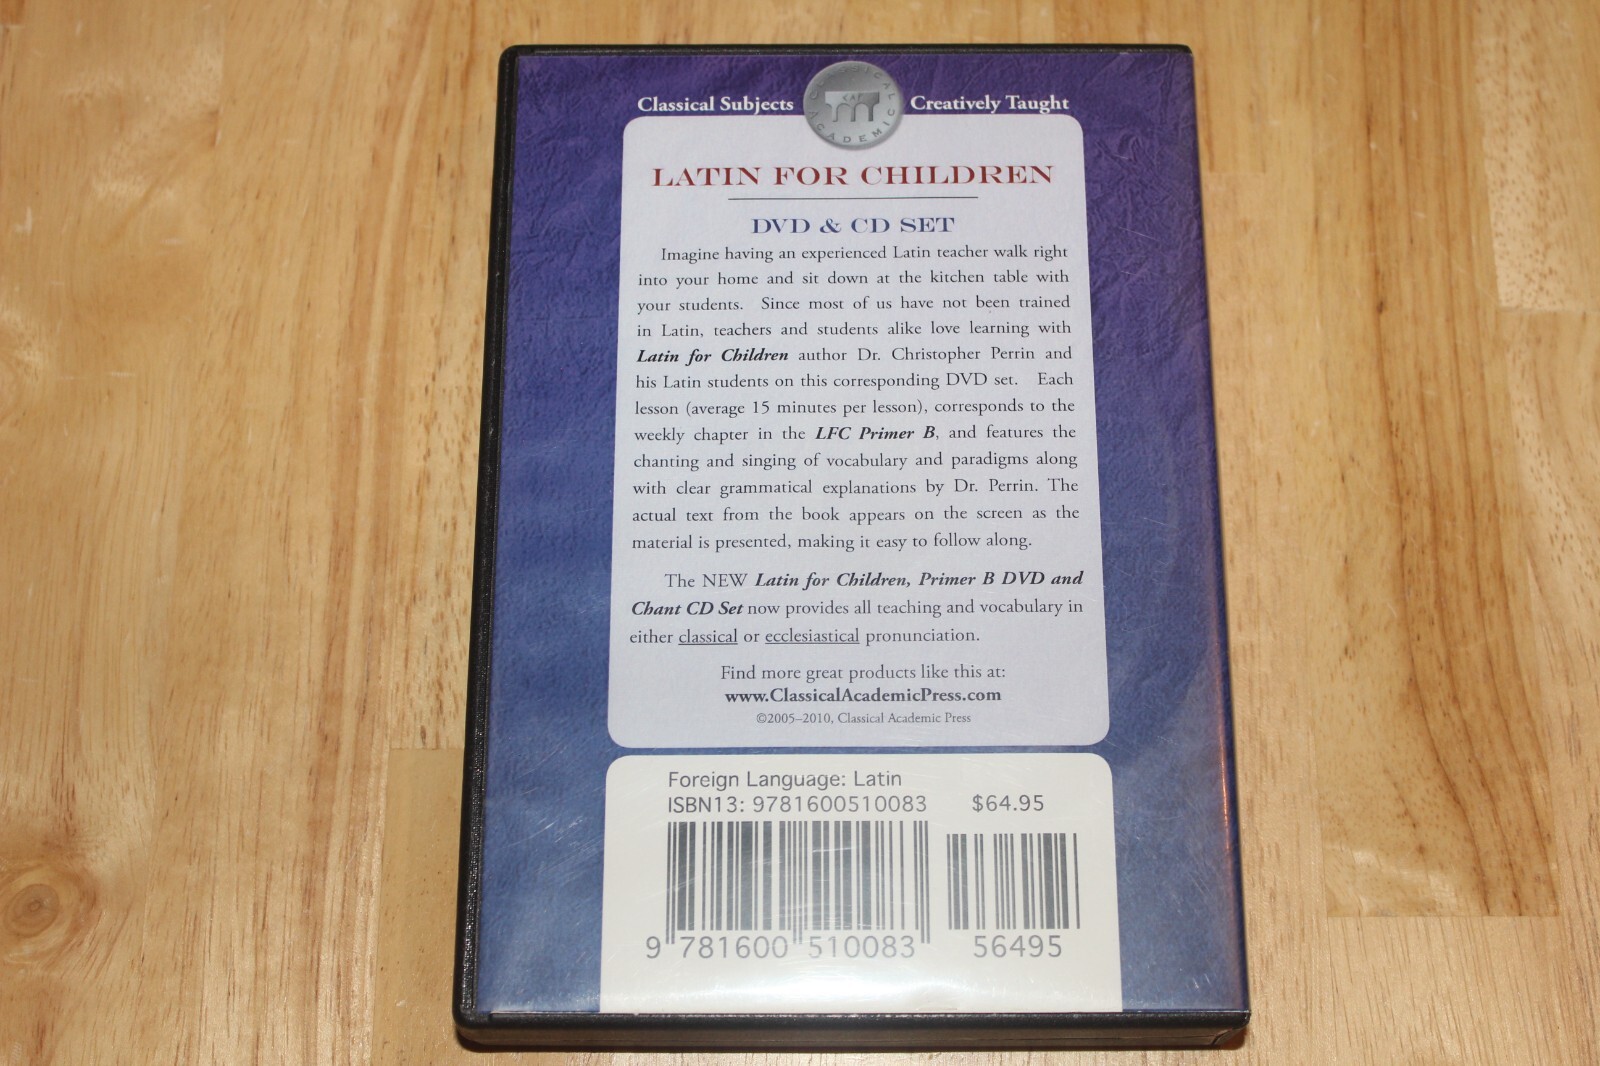 Classical Subjects Creatively Taught
CLASSICAL ACADEMIC
CAP
LATIN FOR CHILDREN
DVD & CD SET
Imagine having an experienced Latin teacher walk right
into your home and sit down at the kitchen table with
your students. Since most of us have not been trained
in Latin, teachers and students alike love learning with
Latin for Children author Dr. Christopher Perrin and
his Latin students on this corresponding DVD set. Each
lesson (average 15 minutes per lesson), corresponds to the
weekly chapter in the LFC Primer B, and features the
chanting and singing of vocabulary and paradigms along
with clear grammatical explanations by Dr. Perrin. The
actual text from the book appears on the screen as the
material is presented, making it easy to follow along.
The NEW Latin for Children, Primer B DVD and
Chant CD Set now provides all teaching and vocabulary in
either classical or ecclesiastical pronunciation.
Find more great products like this at:
www.ClassicalAcademicPress.com
©2005–2010, Classical Academic Press
Foreign Language: Latin
ISBN13: 9781600510083 $64.95
9 781600 510083 56495